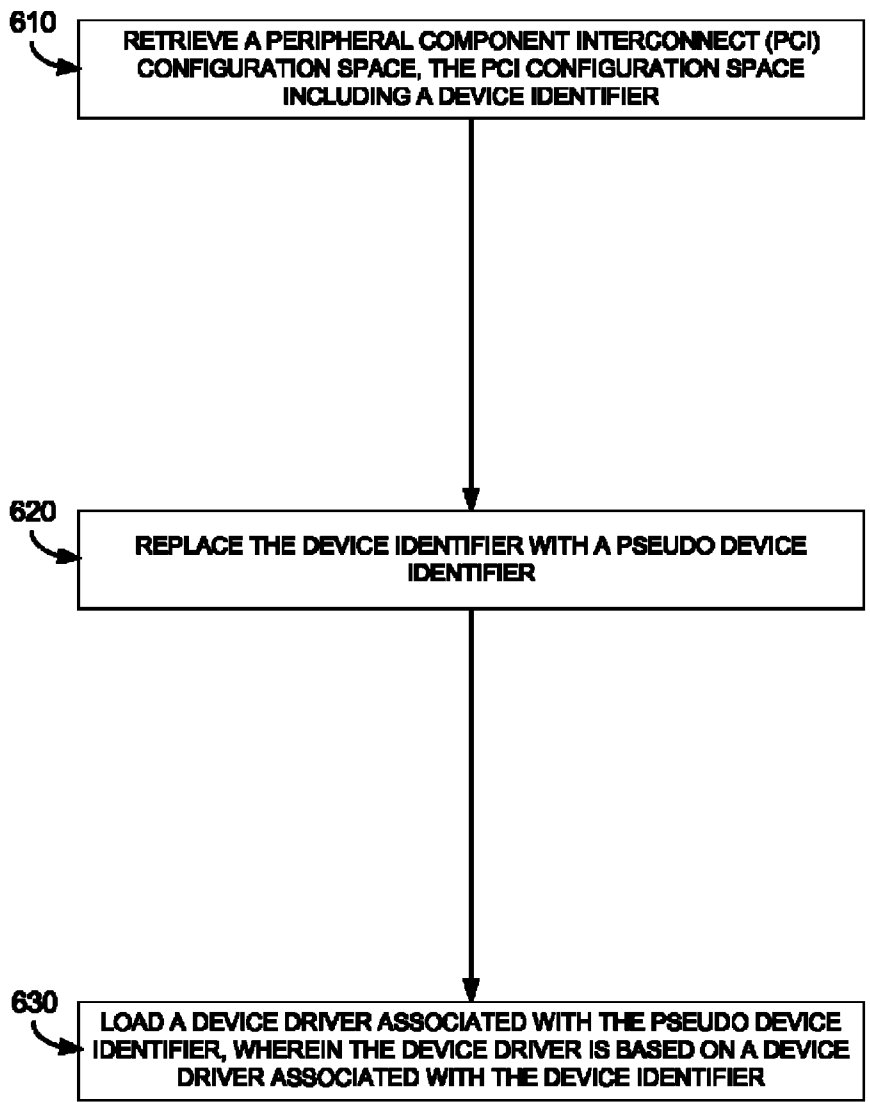 610
RETRIEVE A PERIPHERAL COMPONENT INTERCONNECT (PCI)
CONFIGURATION SPACE, THE PCI CONFIGURATION SPACE
INCLUDING A DEVICE IDENTIFIER
620
REPLACE THE DEVICE IDENTIFIER WITH A PSEUDO DEVICE
IDENTIFIER
630
LOAD A DEVICE DRIVER ASSOCIATED WITH THE PSEUDO DEVICE
IDENTIFIER, WHEREIN THE DEVICE DRIVER IS BASED ON A DEVICE
DRIVER ASSOCIATED WITH THE DEVICE IDENTIFIER